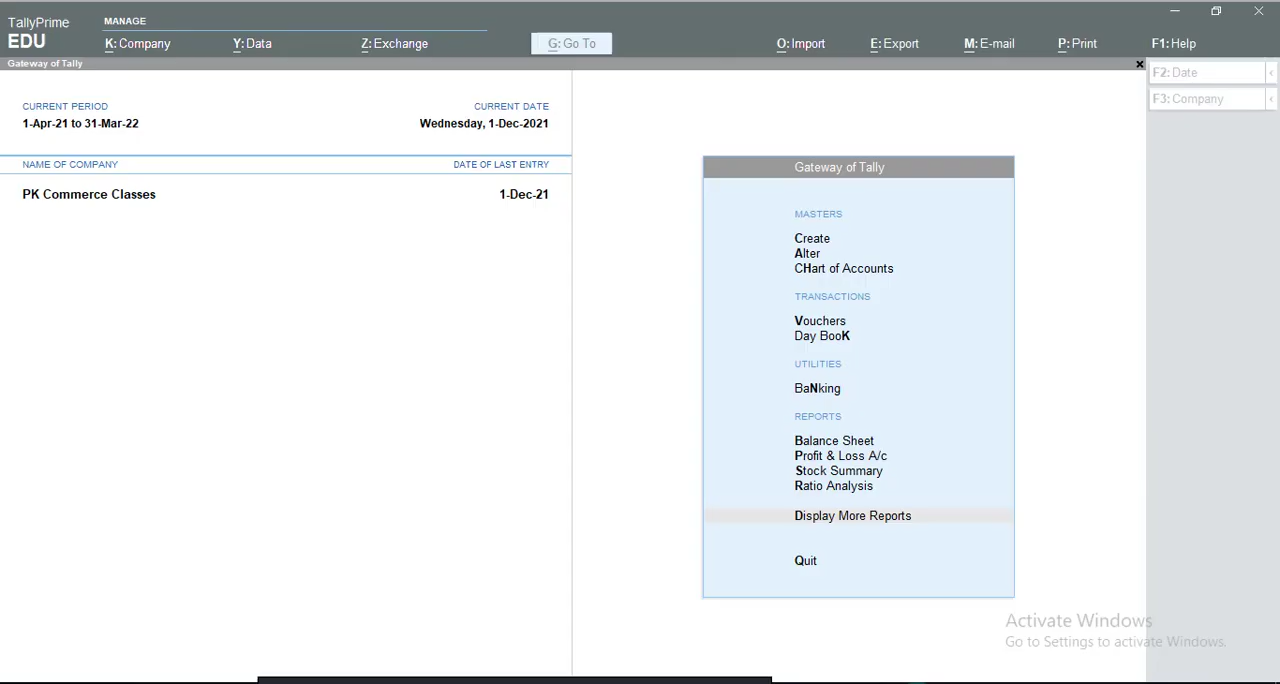 TallyPrime
EDU
MANAGE
K: Company
Y: Data
Z: Exchange
G: Go To
O: Import
E: Export
M: E-mail
P: Print
F1: Help
Gateway of Tally
F2: Date
F3: Company
CURRENT PERIOD
CURRENT DATE
1-Apr-21 to 31-Mar-22
Wednesday, 1-Dec-2021
NAME OF COMPANY
DATE OF LAST ENTRY
PK Commerce Classes
1-Dec-21
Gateway of Tally
MASTERS
Create
Alter
CHart of Accounts
TRANSACTIONS
Vouchers
Day BooK
UTILITIES
BaNking
REPORTS
Balance Sheet
Profit & Loss A/c
Stock Summary
Ratio Analysis
Display More Reports
Quit
Activate Windows
Go to Settings to activate Windows.